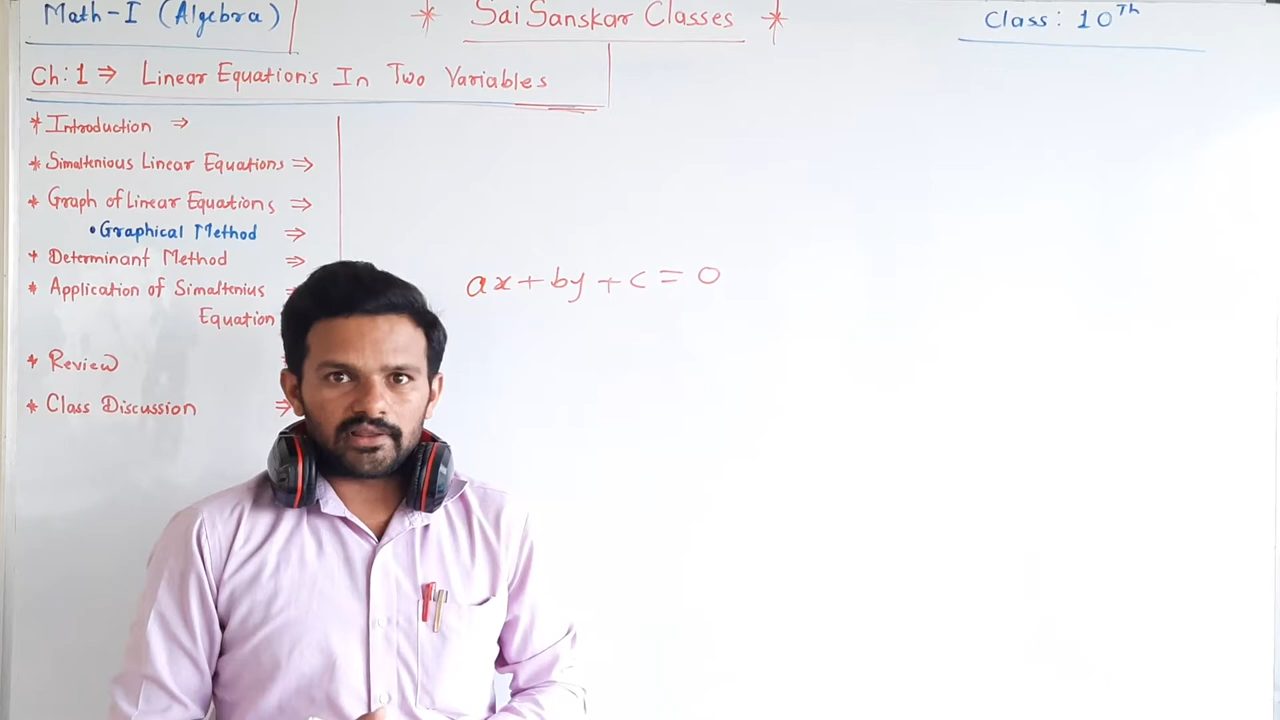 Math-I (Algebra)
* Sai Sanskar Classes *
Class: 10Th
Ch:1 ⇒ Linear Equations In Two Variables
* Introduction ⇒
* Simaltenious Linear Equations ⇒
* Graph of Linear Equations ⇒
• Graphical Method ⇒
* Determinant Method ⇒
* Application of Simaltenius ⇒
Equation
* Review
* Class Discussion ⇒
ax+by+c=0